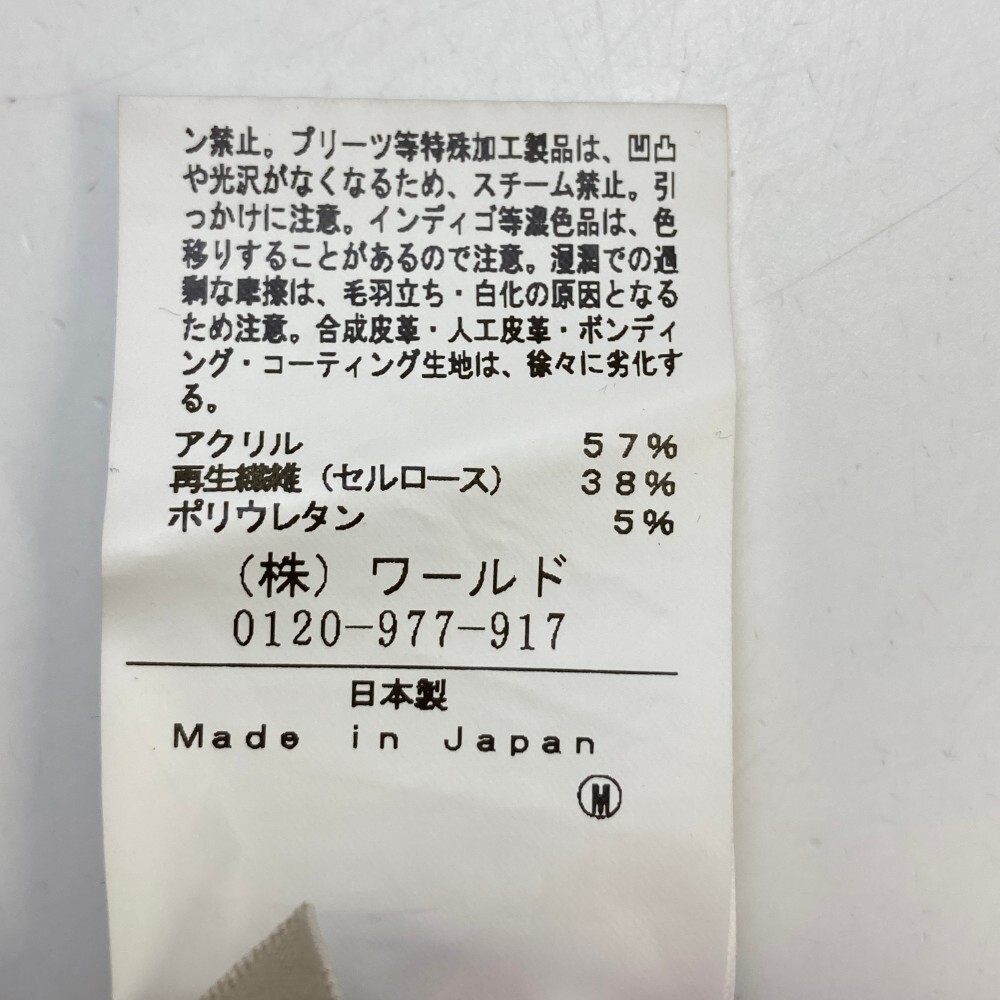 ン禁止。プリーツ等特殊加工製品は、凹凸
や光沢がなくなるため、スチーム禁止。引
っかけに注意。インディゴ等濃色品は、色
移りすることがあるので注意。湿潤での過
剰な摩擦は、毛羽立ち・白化の原因となる
ため注意。合成皮革・人工皮革・ボンディ
ング・コーティング生地は、徐々に劣化す
る。
アクリル 57%
再生繊維(セルロース) 38%
ポリウレタン 5%
(株)ワールド
0120-977-917
日本製
Made in Japan
M